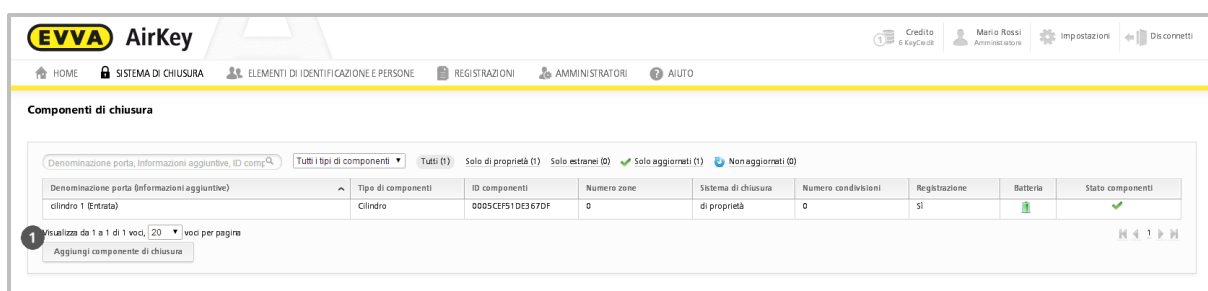 EVVA AirKey
Credito
6 KeyCredit
Mario Rossi
Amministratore
Impostazioni
Disconnetti
HOME SISTEMA DI CHIUSURA ELEMENTI DI IDENTIFICAZIONE E PERSONE REGISTRAZIONI AMMINISTRATORI AIUTO
Componenti di chiusura
Denominazione porta, Informazioni aggiuntive, ID comp Tutti i tipi di componenti Tutti (1) Solo di proprietà (1) Solo estranei (0) Solo aggiornati (1) Non aggiornati (0)
Denominazione porta (Informazioni aggiuntive) Tipo di componenti ID componenti Numero zone Sistema di chiusura Numero condivisioni Registrazione Batteria Stato componenti
cilindro 1 (Entrata) Cilindro 0005CEF51DE367DF 0 di proprietà 0 Sì
Visualizza da 1 a 1 di 1 voci, 20 voci per pagina 1
1 Aggiungi componente di chiusura